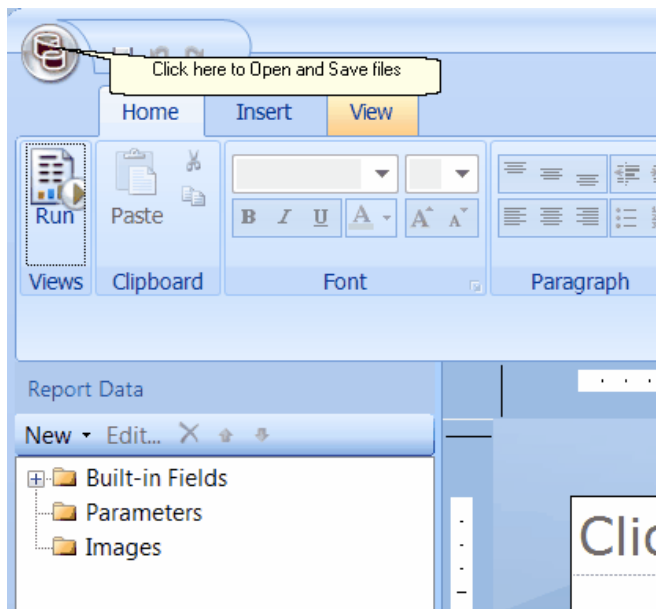 Click here to Open and Save files
Home Insert View
Run Paste B I U A A A
Views Clipboard Font Paragraph
Report Data
New Edit...
Built-in Fields
Parameters
Images
Clic